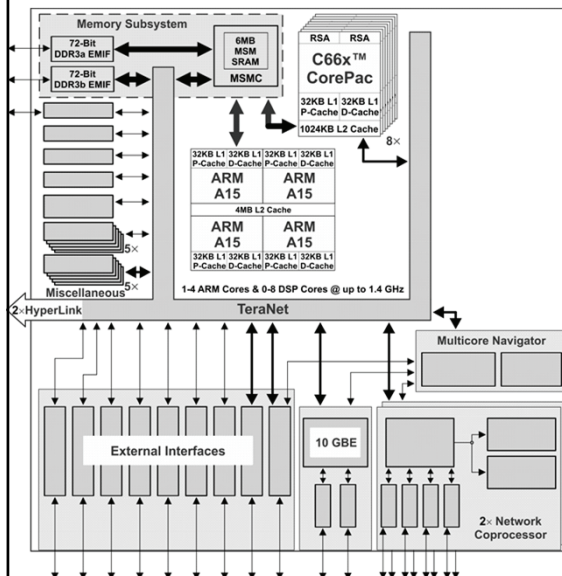 Memory Subsystem
72-Bit
DDR3a EMIF
72-Bit
DDR3b EMIF
6MB
MSM
SRAM
MSMC
RSA RSA
C66x™
CorePac
32KB L1 32KB L1
P-Cache D-Cache
1024KB L2 Cache
8×
32KB L1 32KB L1 32KB L1 32KB L1
P-Cache D-Cache P-Cache D-Cache
ARM ARM
A15 A15
4MB L2 Cache
ARM ARM
A15 A15
32KB L1 32KB L1 32KB L1 32KB L1
P-Cache D-Cache P-Cache D-Cache
5×
5×
Miscellaneous
1-4 ARM Cores & 0-8 DSP Cores @ up to 1.4 GHz
2×HyperLink
TeraNet
Multicore Navigator
External Interfaces
10 GBE
2× Network
Coprocessor